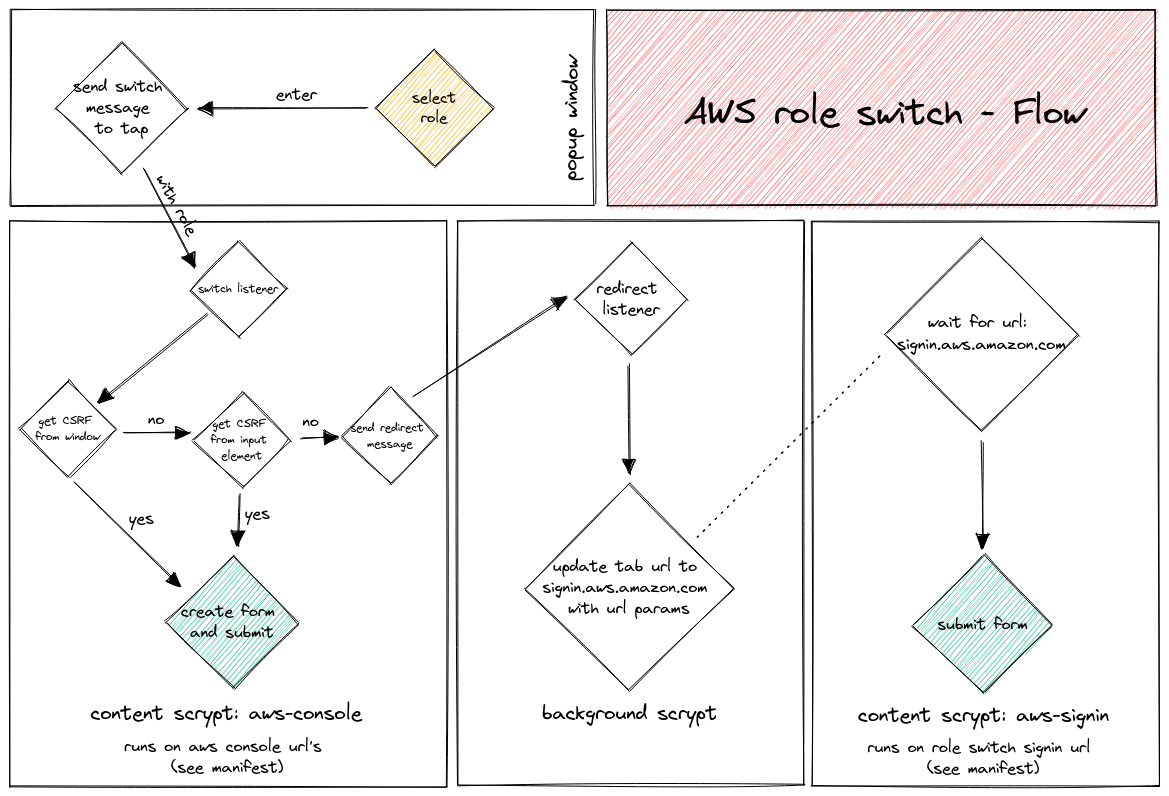 send switch
message
to tap
enter
select
role
popup window
AWS role switch - Flow
with role
switch listener
get CSRF
from window
no
get CSRF
from input
element
no
send redirect
message
yes
yes
create form
and submit
content scrypt: aws-console
runs on aws console url's
(see manifest)
redirect
listener
update tab url to
signin.aws.amazon.com
with url params
background scrypt
wait for url:
signin.aws.amazon.com
submit form
content scrypt: aws-signin
runs on role switch signin url
(see manifest)